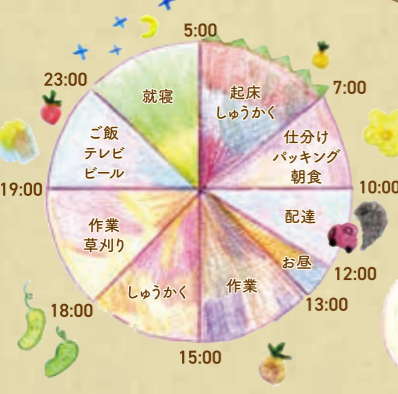 5:00
起床
しゅうかく
7:00
仕分け
パッキング
朝食
10:00
配達
12:00
お昼
13:00
作業
15:00
しゅうかく
18:00
作業
草刈り
19:00
ご飯
テレビ
ビール
23:00
就寝